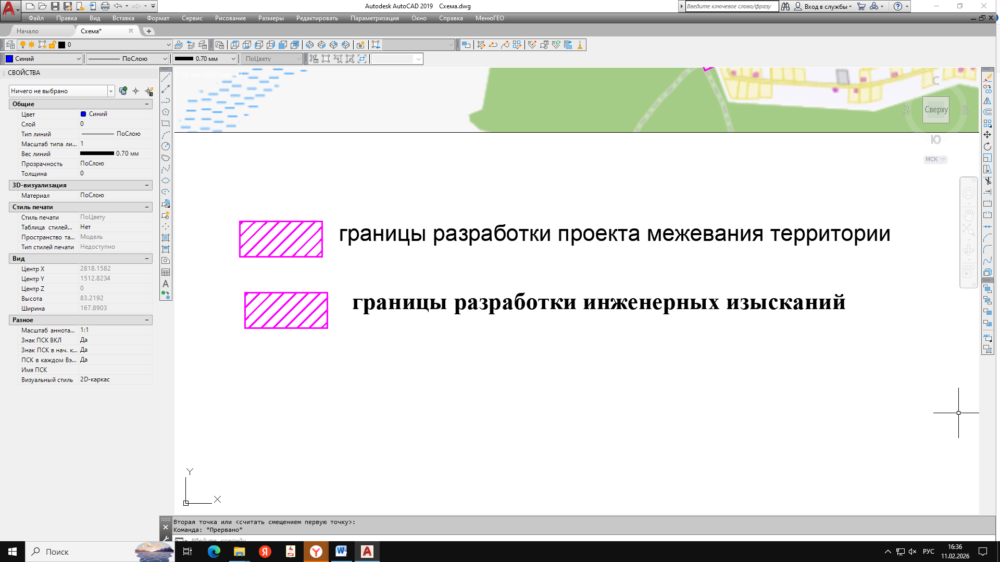 Autodesk AutoCAD 2019 Схема.dwg
Введите ключевое слово/фразу
Вход в службы
Файл Правка Вид Вставка Формат Сервис Рисование Размеры Редактировать Параметризация Окно Справка МенюГЕО
Начало Схема*
0
Синий ПоСлою 0.70 мм ПоЦвету
СВОЙСТВА
Ничего не выбрано
Общие
Цвет Синий
Слой 0
Тип линий ПоСлою
Масштаб типа ли... 1
Вес линий 0.70 мм
Прозрачность ПоСлою
Толщина 0
3D-визуализация
Материал ПоСлою
Стиль печати
Стиль печати ПоЦвету
Таблица стилей... Нет
Пространство та... Модель
Тип стилей печати Недоступно
Вид
Центр X 2818.1582
Центр Y 1512.8234
Центр Z 0
Высота 83.2192
Ширина 167.8903
Разное
Масштаб аннота... 1:1
Знак ПСК ВКЛ Да
Знак ПСК в нач. к... Да
ПСК в каждом Вэ... Да
Имя ПСК
Визуальный стиль 2D-каркас
С
З Сверху В
Ю
МСК
границы разработки проекта межевания территории
границы разработки инженерных изысканий
Y
X
Вторая точка или <считать смещением первую точку>:
Команда: *Прервано*
Введите команду
Поиск
РУС
16:36
11.02.2026